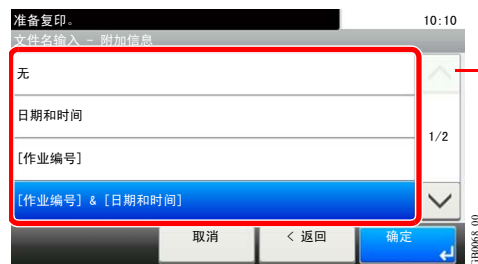 准备复印。 10:10
文件名输入 - 附加信息
无
日期和时间
1/2
[作业编号]
[作业编号] & [日期和时间]
取消 < 返回 确定
GB0068_00